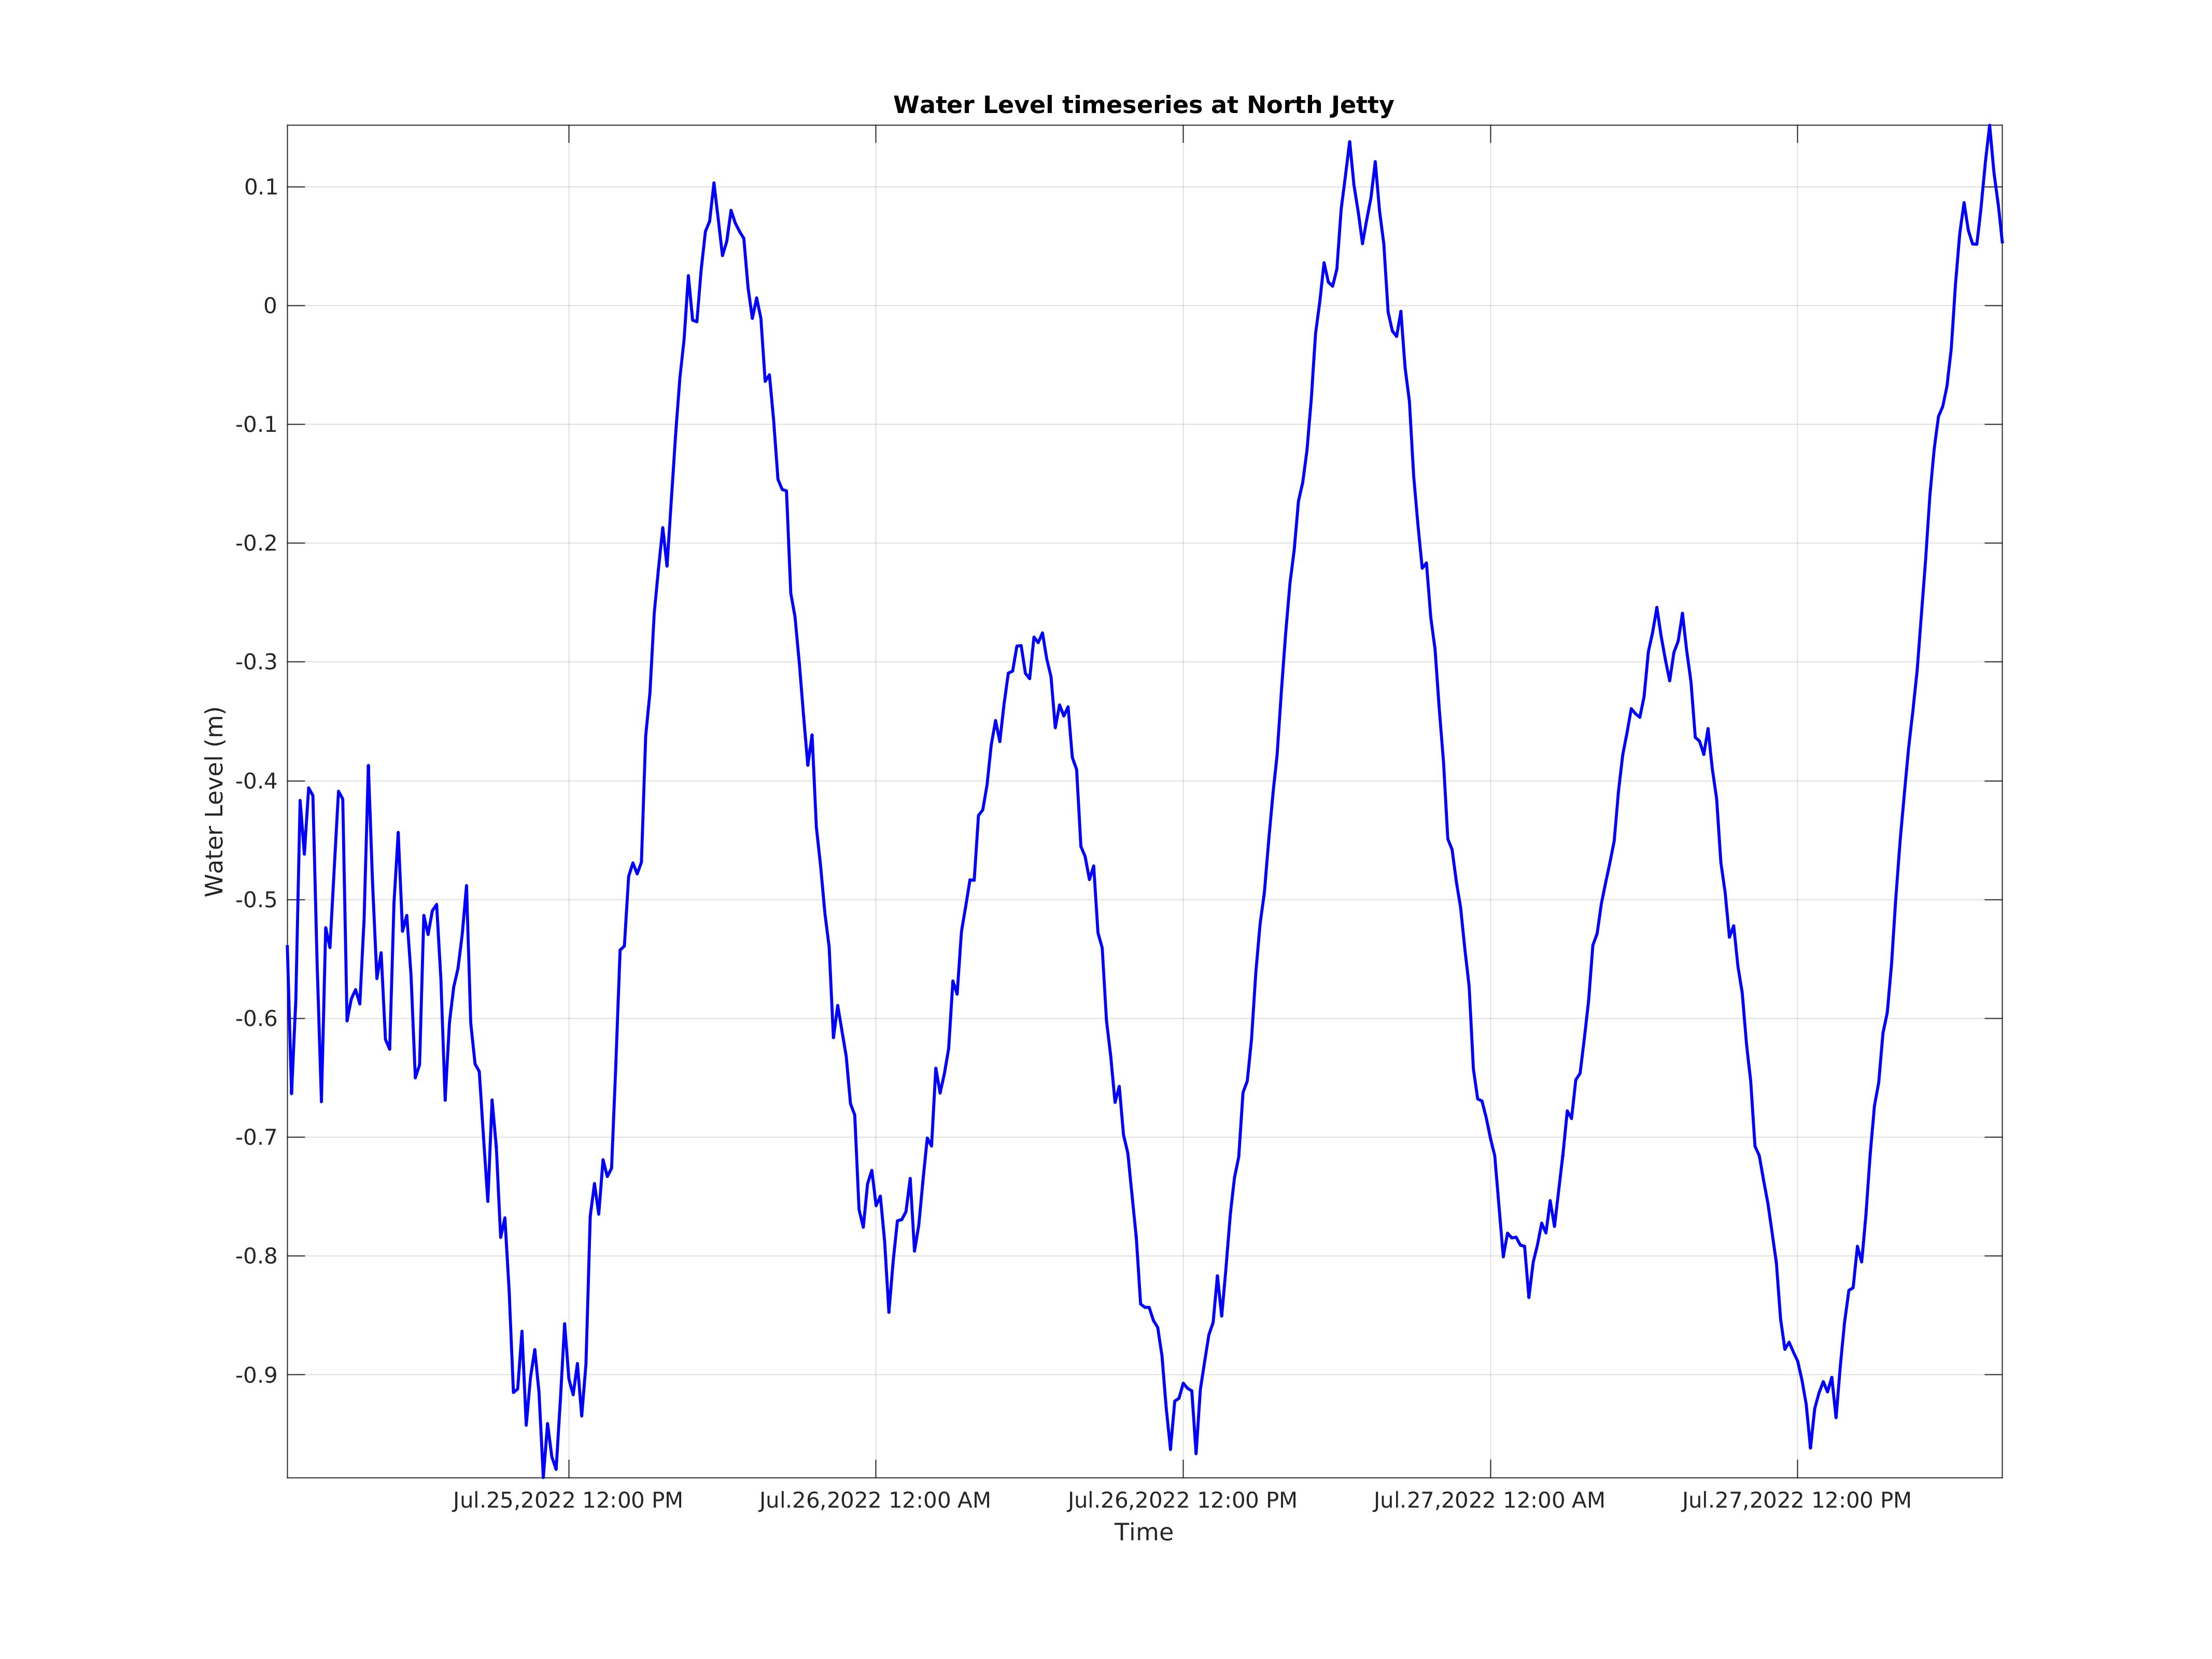 Water Level timeseries at North Jetty
0.1
0
-0.1
-0.2
-0.3
-0.4
-0.5
-0.6
-0.7
-0.8
-0.9
Water Level (m)
Jul.25,2022 12:00 PM
Jul.26,2022 12:00 AM
Jul.26,2022 12:00 PM
Jul.27,2022 12:00 AM
Jul.27,2022 12:00 PM
Time